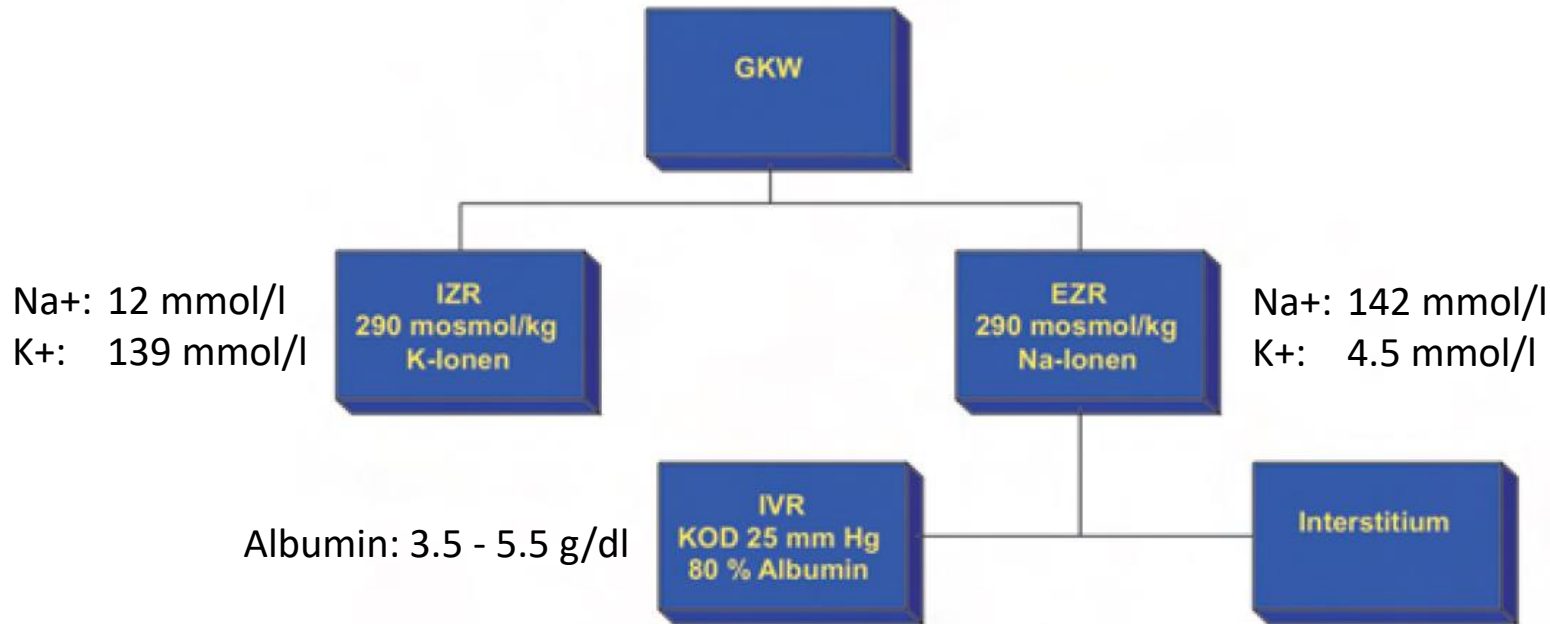 GKW
Na+: 12 mmol/l
K+: 139 mmol/l
IZR
290 mosmol/kg
K-Ionen
EZR
290 mosmol/kg
Na-Ionen
Na+: 142 mmol/l
K+: 4.5 mmol/l
Albumin: 3.5 - 5.5 g/dl
IVR
KOD 25 mm Hg
80 % Albumin
Interstitium